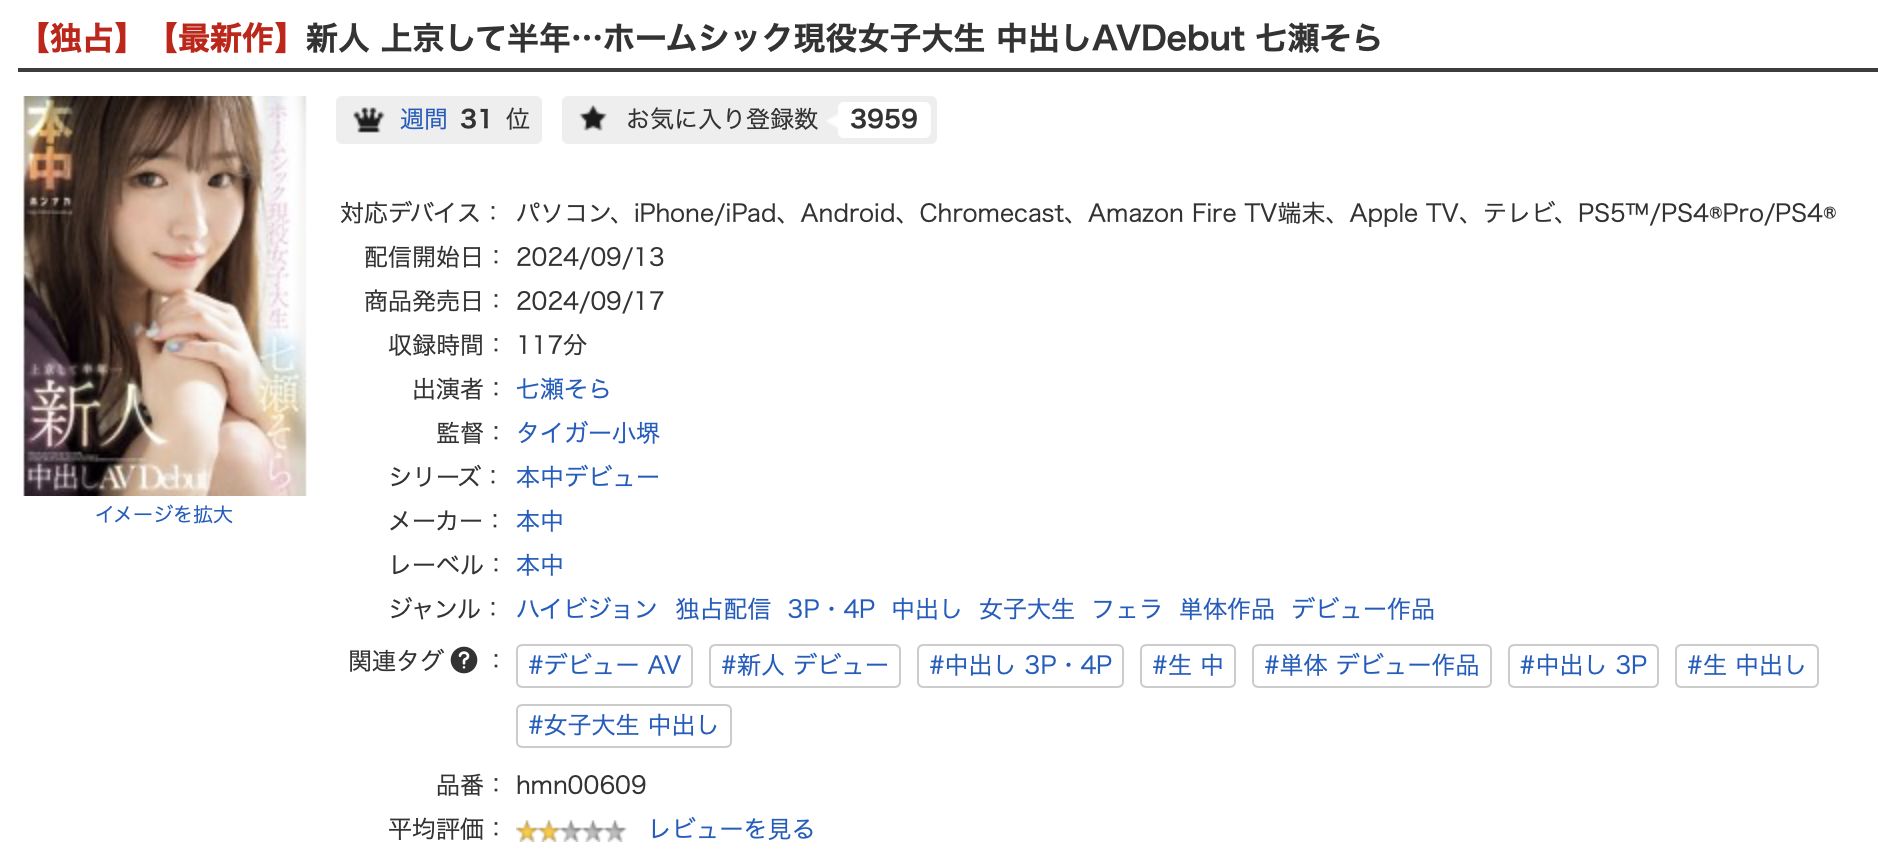 【独占】【最新作】新人 上京して半年…ホームシック現役女子大生 中出しAVDebut 七瀬そら
本中
ホンナカ
ホームシック現役女子大生 七瀬そら
上京して半年…
新人
中出しAV Debut
イメージを拡大
週間 31 位 お気に入り登録数 3959
対応デバイス： パソコン、iPhone/iPad、Android、Chromecast、Amazon Fire TV端末、Apple TV、テレビ、PS5™/PS4®Pro/PS4®
配信開始日： 2024/09/13
商品発売日： 2024/09/17
収録時間： 117分
出演者： 七瀬そら
監督： タイガー小堺
シリーズ： 本中デビュー
メーカー： 本中
レーベル： 本中
ジャンル： ハイビジョン 独占配信 3P・4P 中出し 女子大生 フェラ 単体作品 デビュー作品
関連タグ ? ： #デビュー AV #新人 デビュー #中出し 3P・4P #生 中 #単体 デビュー作品 #中出し 3P #生 中出し
#女子大生 中出し
品番： hmn00609
平均評価： レビューを見る